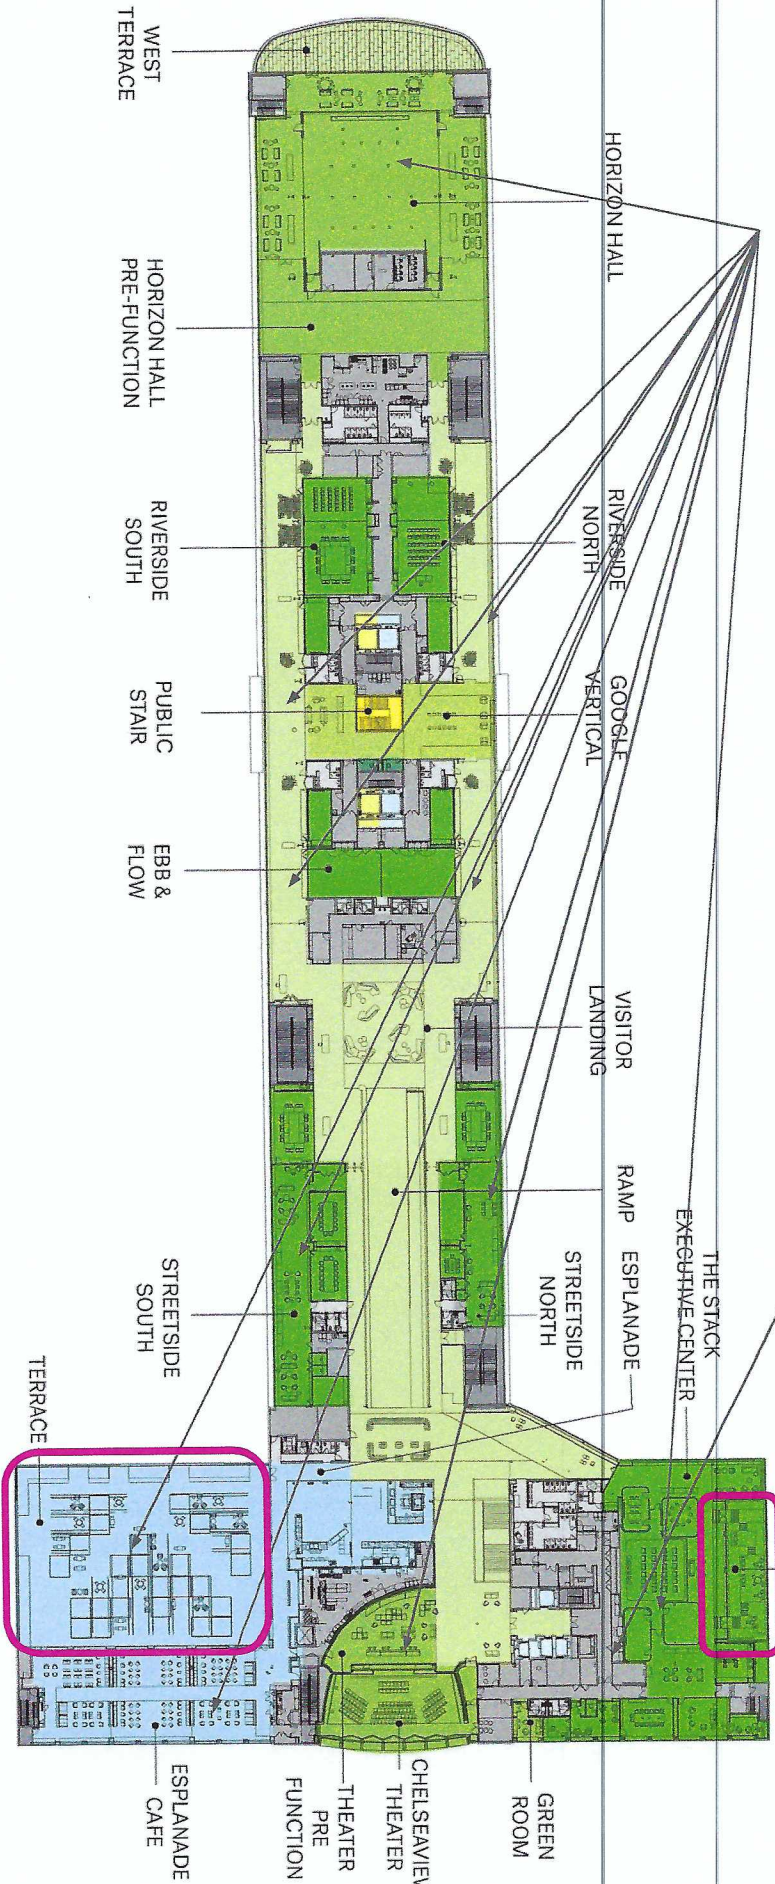 WEST
TERRACE
HORIZON HALL
HORIZON HALL
PRE-FUNCTION
RIVERSIDE
NORTH
RIVERSIDE
SOUTH
GOOGLE
VERTICAL
PUBLIC
STAIR
EBB &
FLOW
VISITOR
LANDING
RAMP
ESPLANADE
STREETSIDE
NORTH
STREETSIDE
SOUTH
THE STACK
EXECUTIVE CENTER
TERRACE
GREEN
ROOM
CHELSEAVIEW
THEATER
THEATER
PRE
FUNCTION
ESPLANADE
CAFE